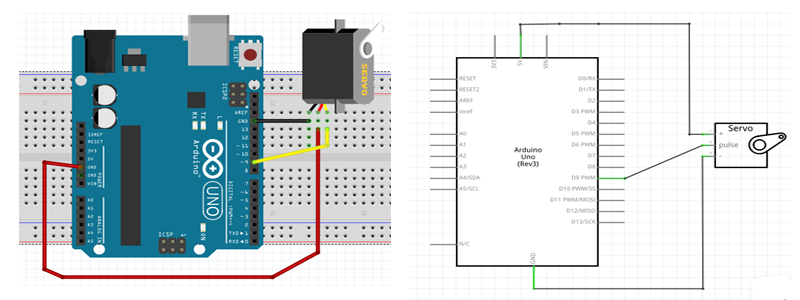 RESET
SERVO
ICSP2
L
TX
RX
AREF
GND
13
12
~11
~10
~9
8
7
~6
~5
4
~3
2
TX▶1
RX◀0
DIGITAL (PWM=~)
Arduino
UNO
ON
ICSP
1
IOREF
RESET
3V3
5V
GND
GND
VIN
POWER
A0
A1
A2
A3
A4
A5
ANALOG IN
3V3
5V
VIN
RESET
RESET2
AREF
ioref
A0
A1
A2
A3
A4/SDA
A5/SCL
N/C
Arduino
Uno
(Rev3)
D0/RX
D1/TX
D2
D3 PWM
D4
D5 PWM
D6 PWM
D7
D8
D9 PWM
D10 PWM/SS
D11 PWM/MOSI
D12/MISO
D13/SCK
GND
Servo
+
pulse
-